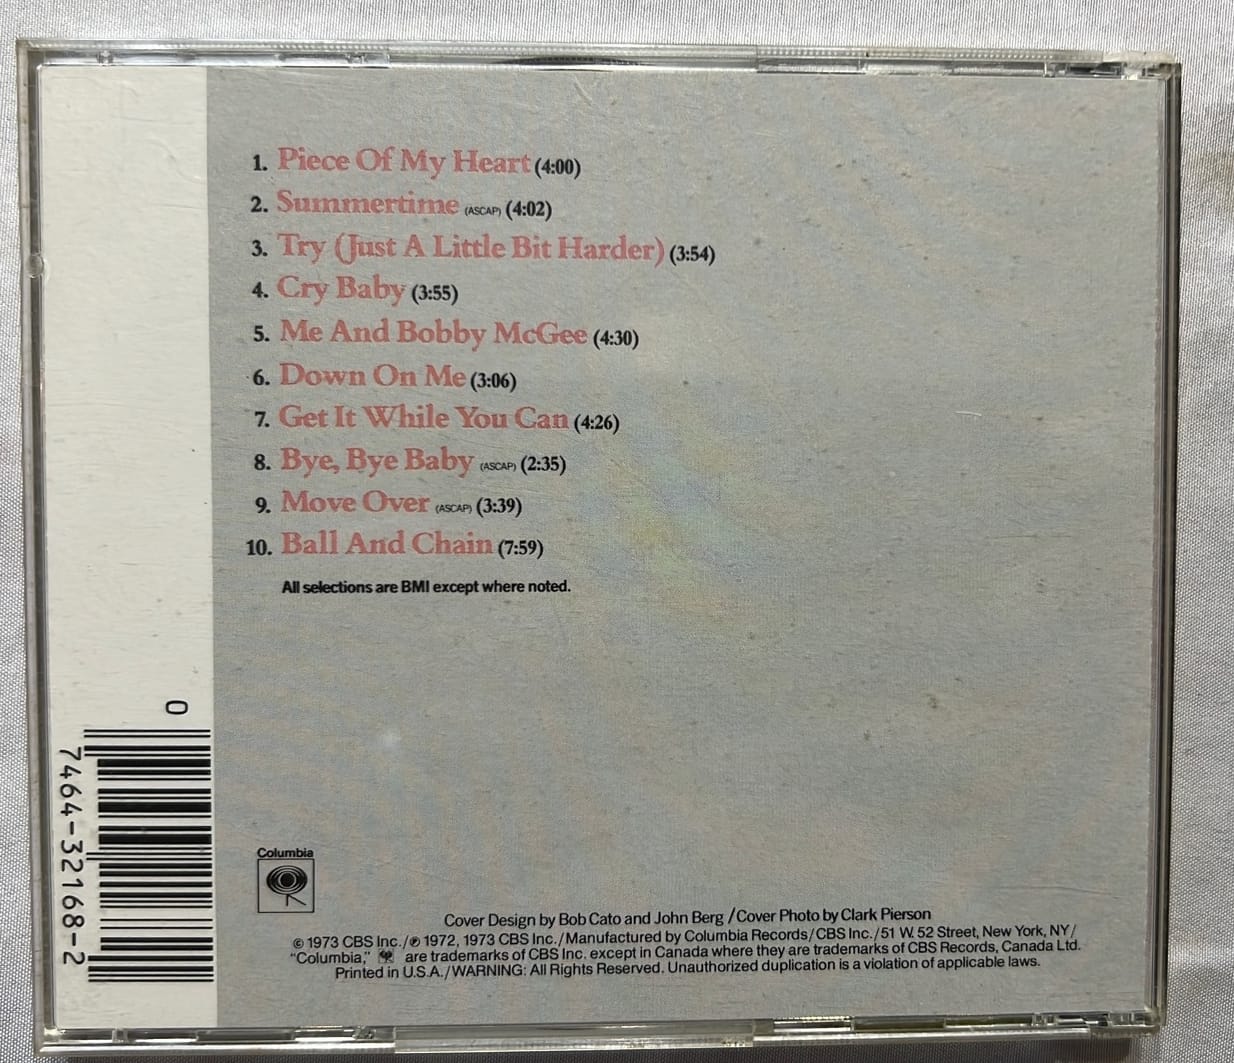 1. Piece Of My Heart (4:00)
2. Summertime (ASCAP) (4:02)
3. Try (Just A Little Bit Harder) (3:54)
4. Cry Baby (3:55)
5. Me And Bobby McGee (4:30)
6. Down On Me (3:06)
7. Get It While You Can (4:26)
8. Bye, Bye Baby (ASCAP) (2:35)
9. Move Over (ASCAP) (3:39)
10. Ball And Chain (7:59)
All selections are BMI except where noted.
0
7464-32168-2
Columbia
Cover Design by Bob Cato and John Berg / Cover Photo by Clark Pierson
© 1973 CBS Inc./℗ 1972, 1973 CBS Inc./Manufactured by Columbia Records/CBS Inc./51 W. 52 Street, New York, NY/
“Columbia,” are trademarks of CBS Inc. except in Canada where they are trademarks of CBS Records, Canada Ltd.
Printed in U.S.A./WARNING: All Rights Reserved. Unauthorized duplication is a violation of applicable laws.